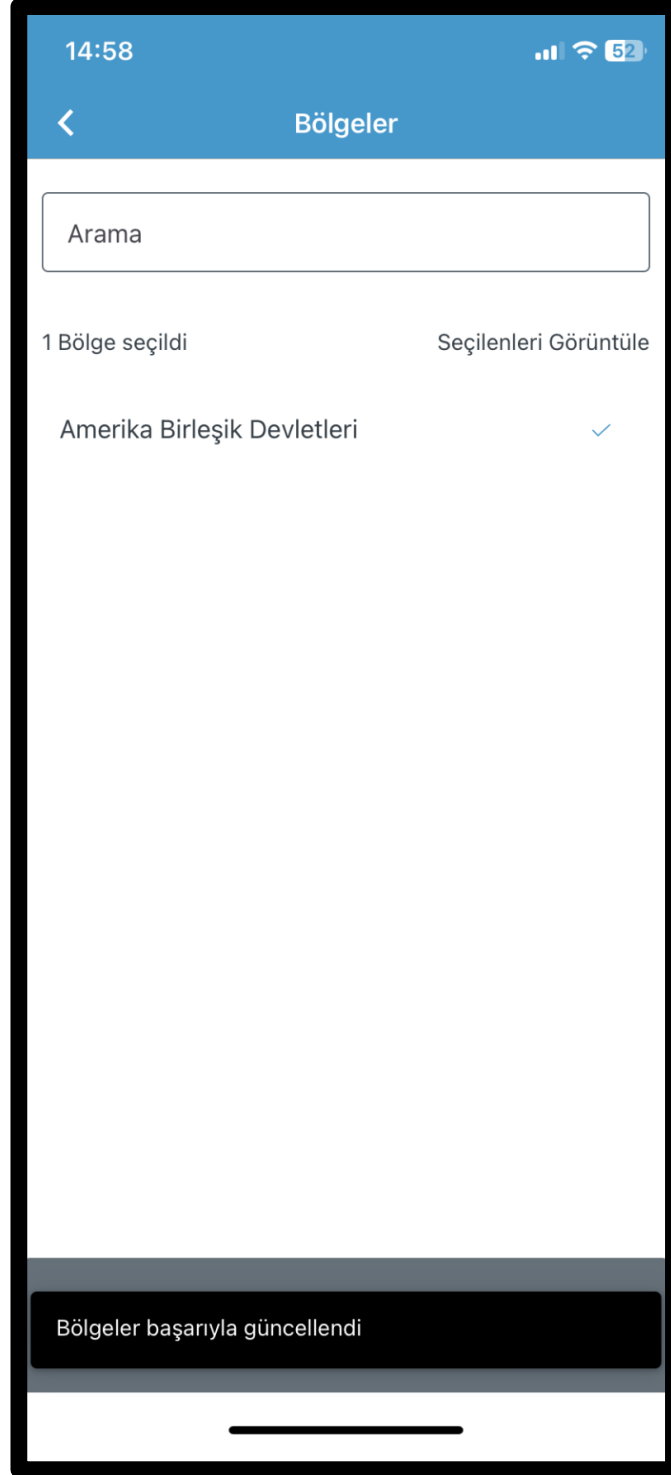 14:58
52
Bölgeler
Arama
1 Bölge seçildi
Seçilenleri Görüntüle
Amerika Birleşik Devletleri
Bölgeler başarıyla güncellendi